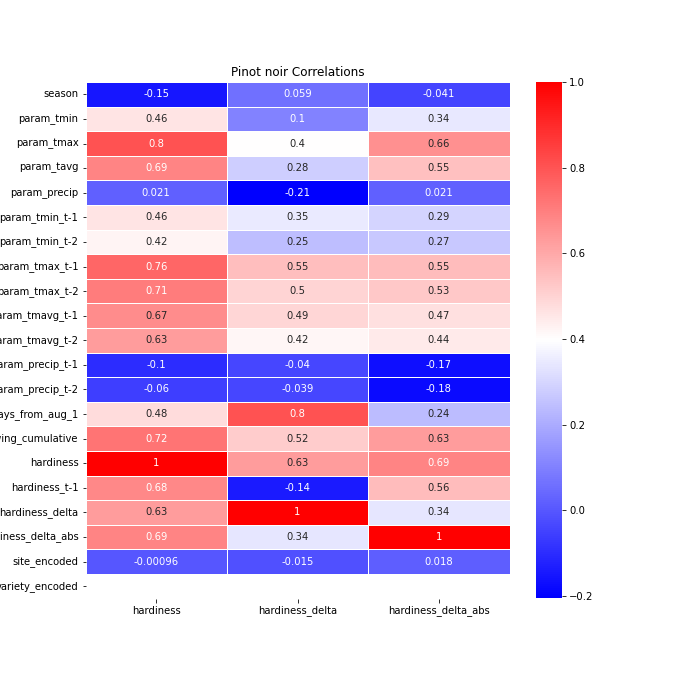 Pinot noir Correlations
season -0.15 0.059 -0.041
param_tmin 0.46 0.1 0.34
param_tmax 0.8 0.4 0.66
param_tavg 0.69 0.28 0.55
param_precip 0.021 -0.21 0.021
param_tmin_t-1 0.46 0.35 0.29
param_tmin_t-2 0.42 0.25 0.27
param_tmax_t-1 0.76 0.55 0.55
param_tmax_t-2 0.71 0.5 0.53
aram_tmavg_t-1 0.67 0.49 0.47
aram_tmavg_t-2 0.63 0.42 0.44
aram_precip_t-1 -0.1 -0.04 -0.17
aram_precip_t-2 -0.06 -0.039 -0.18
ays_from_aug_1 0.48 0.8 0.24
ing_cumulative 0.72 0.52 0.63
hardiness 1 0.63 0.69
hardiness_t-1 0.68 -0.14 0.56
hardiness_delta 0.63 1 0.34
iness_delta_abs 0.69 0.34 1
site_encoded -0.00096 -0.015 0.018
ariety_encoded
hardiness hardiness_delta hardiness_delta_abs
1.0
0.8
0.6
0.4
0.2
0.0
−0.2